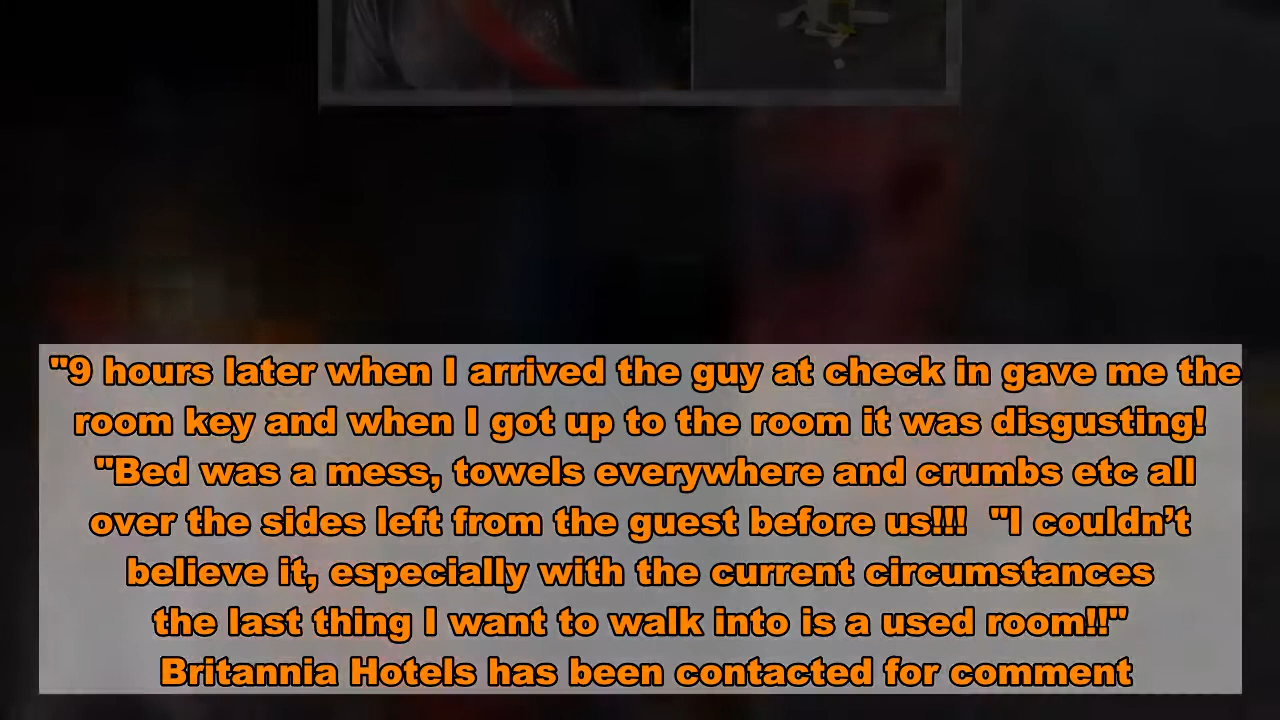 "9 hours later when I arrived the guy at check in gave me the
room key and when I got up to the room it was disgusting!
"Bed was a mess, towels everywhere and crumbs etc all
over the sides left from the guest before us!!!  "I couldn’t
believe it, especially with the current circumstances
the last thing I want to walk into is a used room!!"
Britannia Hotels has been contacted for comment